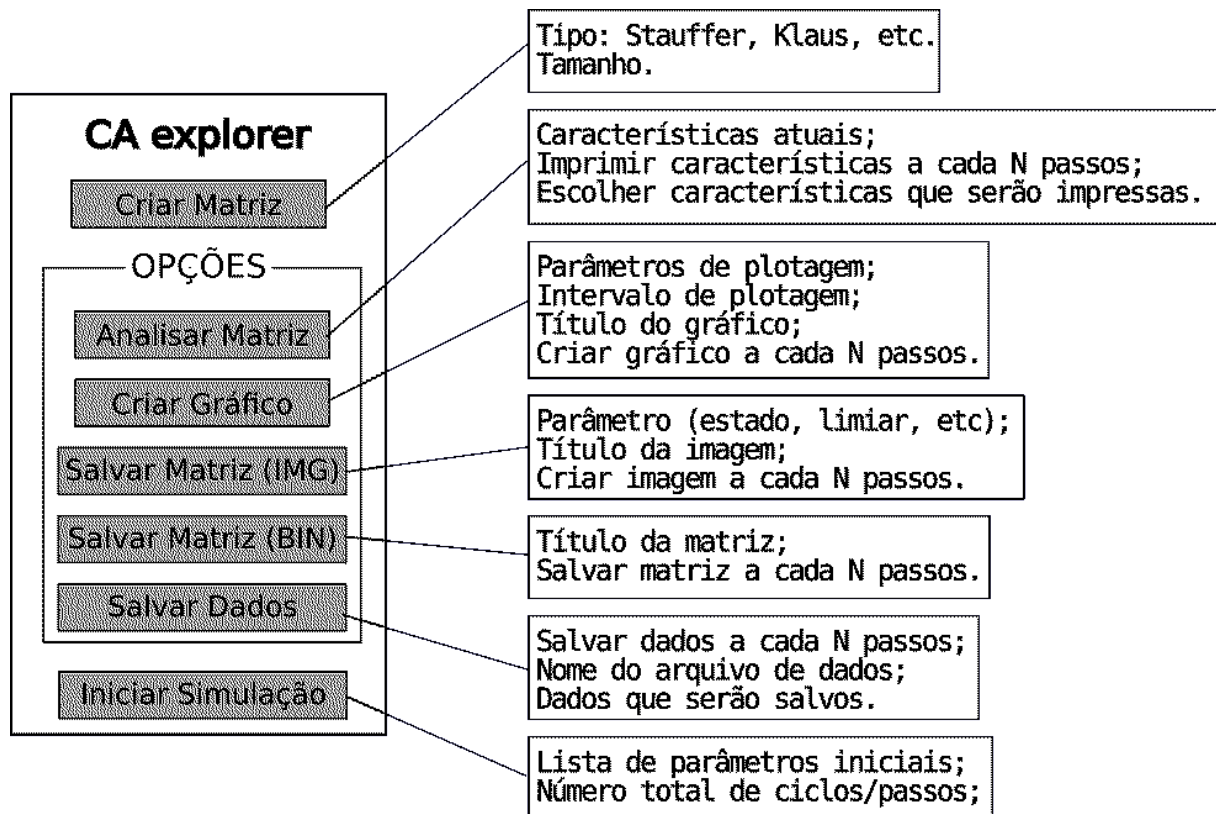 CA explorer
Criar Matriz
OPÇÕES
Analisar Matriz
Criar Gráfico
Salvar Matriz (IMG)
Salvar Matriz (BIN)
Salvar Dados
Iniciar Simulação
Tipo: Stauffer, Klaus, etc.
Tamanho.
Características atuais;
Imprimir características a cada N passos;
Escolher características que serão impressas.
Parâmetros de plotagem;
Intervalo de plotagem;
Título do gráfico;
Criar gráfico a cada N passos.
Parâmetro (estado, limiar, etc);
Título da imagem;
Criar imagem a cada N passos.
Título da matriz;
Salvar matriz a cada N passos.
Salvar dados a cada N passos;
Nome do arquivo de dados;
Dados que serão salvos.
Lista de parâmetros iniciais;
Número total de ciclos/passos;